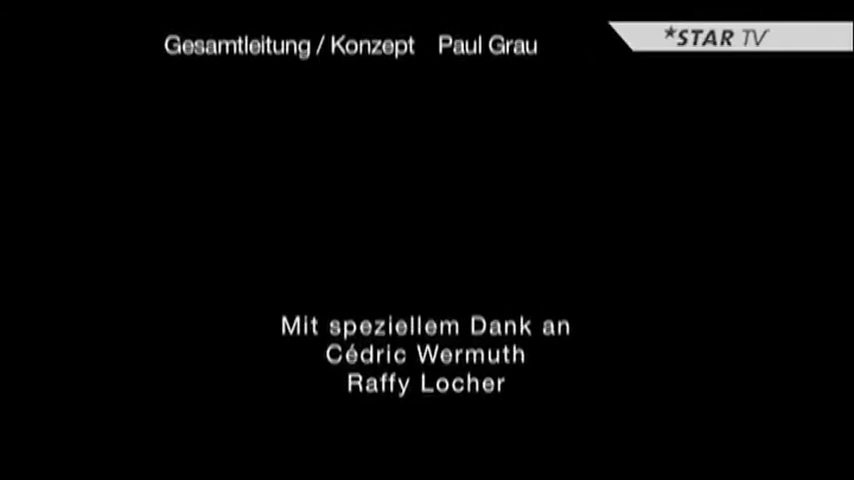 Gesamtleitung / Konzept Paul Grau
*STAR TV
Mit speziellem Dank an
Cédric Wermuth
Raffy Locher